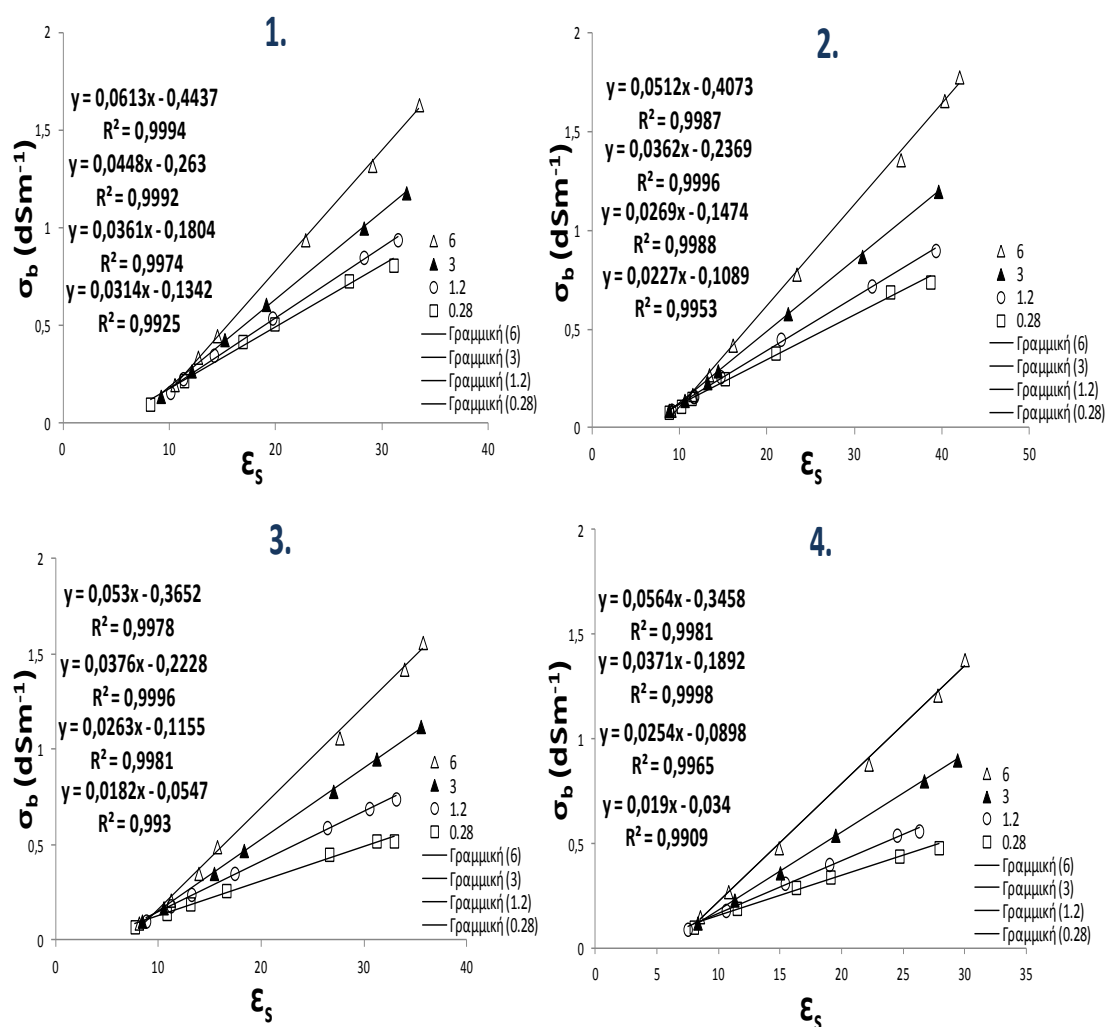 1.
σb (dSm⁻¹)
2
1,5
1
0,5
0
y = 0,0613x - 0,4437
R² = 0,9994
y = 0,0448x - 0,263
R² = 0,9992
y = 0,0361x - 0,1804
R² = 0,9974
y = 0,0314x - 0,1342
R² = 0,9925
6
3
1.2
0.28
Γραμμική (6)
Γραμμική (3)
Γραμμική (1.2)
Γραμμική (0.28)
0 10 20 30 40
εs
2.
σb (dSm⁻¹)
2
1,5
1
0,5
0
y = 0,0512x - 0,4073
R² = 0,9987
y = 0,0362x - 0,2369
R² = 0,9996
y = 0,0269x - 0,1474
R² = 0,9988
y = 0,0227x - 0,1089
R² = 0,9953
6
3
1.2
0.28
Γραμμική (6)
Γραμμική (3)
Γραμμική (1.2)
Γραμμική (0.28)
0 10 20 30 40 50
εs
3.
σb (dSm⁻¹)
2
1,5
1
0,5
0
y = 0,053x - 0,3652
R² = 0,9978
y = 0,0376x - 0,2228
R² = 0,9996
y = 0,0263x - 0,1155
R² = 0,9981
y = 0,0182x - 0,0547
R² = 0,993
6
3
1.2
0.28
Γραμμική (6)
Γραμμική (3)
Γραμμική (1.2)
Γραμμική (0.28)
0 10 20 30 40
εs
4.
σb (dSm⁻¹)
2
1,5
1
0,5
0
y = 0,0564x - 0,3458
R² = 0,9981
y = 0,0371x - 0,1892
R² = 0,9998
y = 0,0254x - 0,0898
R² = 0,9965
y = 0,019x - 0,034
R² = 0,9909
6
3
1.2
0.28
Γραμμική (6)
Γραμμική (3)
Γραμμική (1.2)
Γραμμική (0.28)
0 5 10 15 20 25 30 35
εs